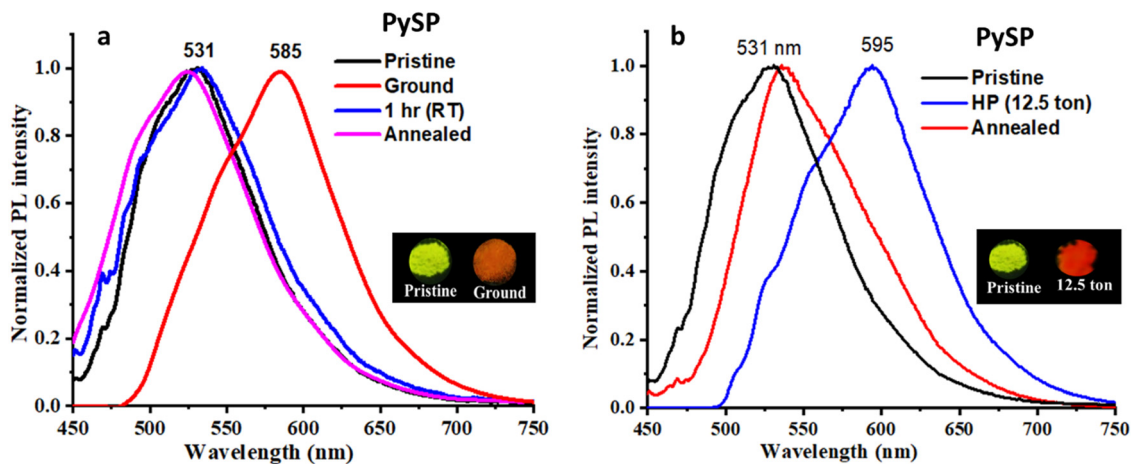 a
531
585
PySP
Pristine
Ground
1 hr (RT)
Annealed
Normalized PL intensity
1.0
0.8
0.6
0.4
0.2
0.0
Pristine
Ground
450
500
550
600
650
700
750
Wavelength (nm)
b
531 nm
595
PySP
Pristine
HP (12.5 ton)
Annealed
Normalized PL intensity
1.0
0.8
0.6
0.4
0.2
0.0
Pristine
12.5 ton
450
500
550
600
650
700
750
Wavelength (nm)